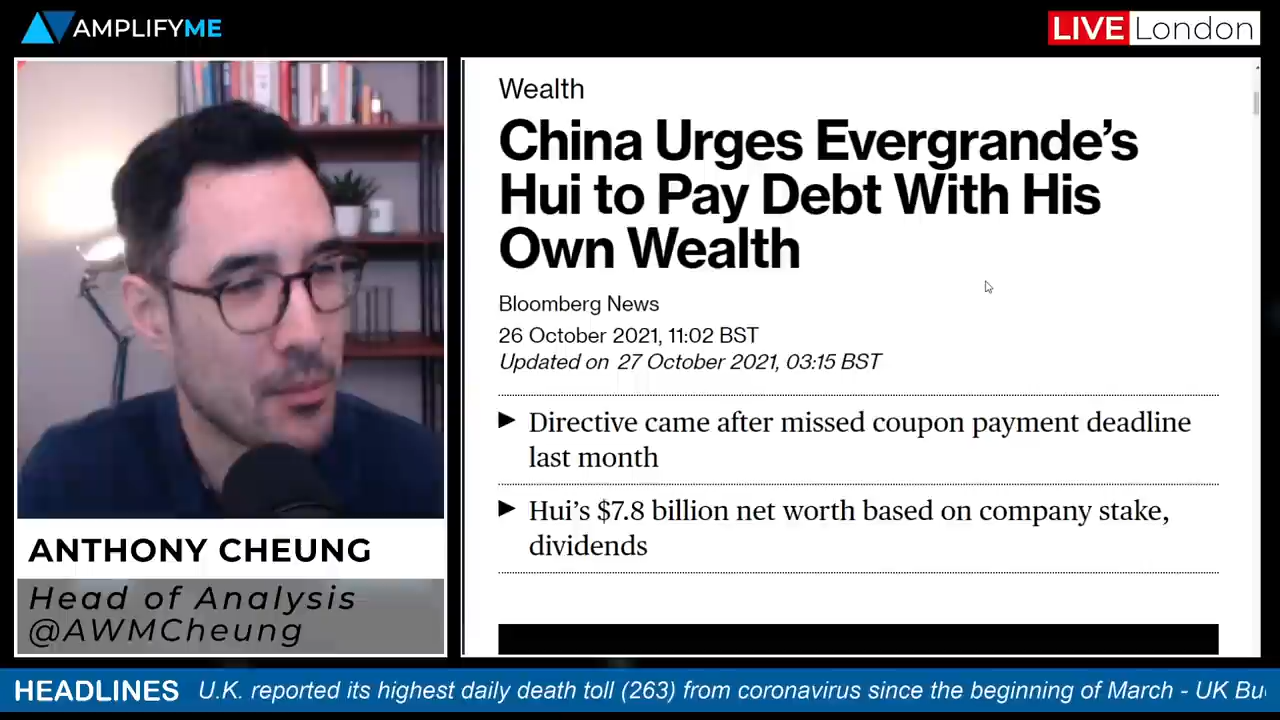 AMPLIFYME
LIVE London
Wealth
China Urges Evergrande’s
Hui to Pay Debt With His
Own Wealth
Bloomberg News
26 October 2021, 11:02 BST
Updated on 27 October 2021, 03:15 BST
Directive came after missed coupon payment deadline
last month
Hui’s $7.8 billion net worth based on company stake,
dividends
ANTHONY CHEUNG
Head of Analysis
@AWMCheung
HEADLINES U.K. reported its highest daily death toll (263) from coronavirus since the beginning of March - UK